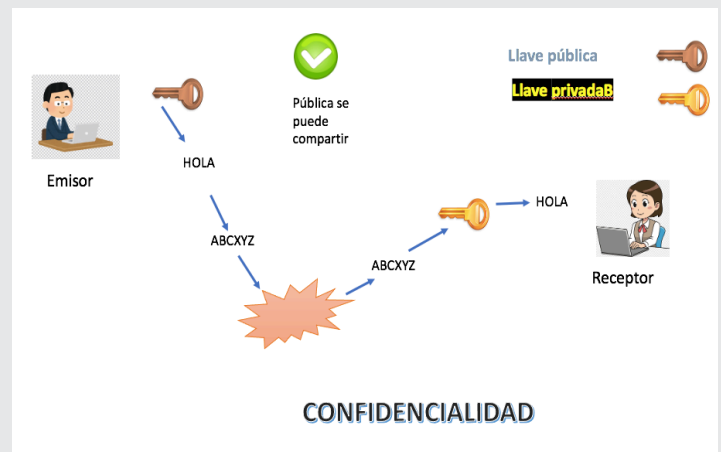 Llave pública
Llave privadaB
Pública se
puede
compartir
HOLA
Emisor
ABCXYZ
ABCXYZ
HOLA
Receptor
CONFIDENCIALIDAD